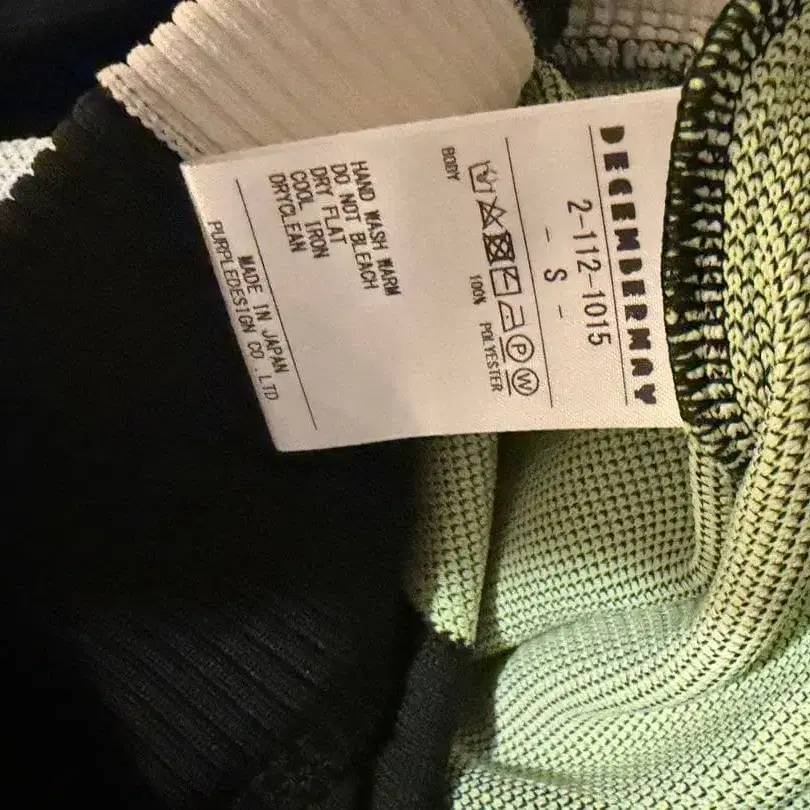 DECEMBERMAY
2-112-1015
- S -
P W
BODY 100% POLYESTER
HAND WASH WARM
DO NOT BLEACH
DRY FLAT
COOL IRON
DRYCLEAN
MADE IN JAPAN
PURPLEDESIGN CO.LTD